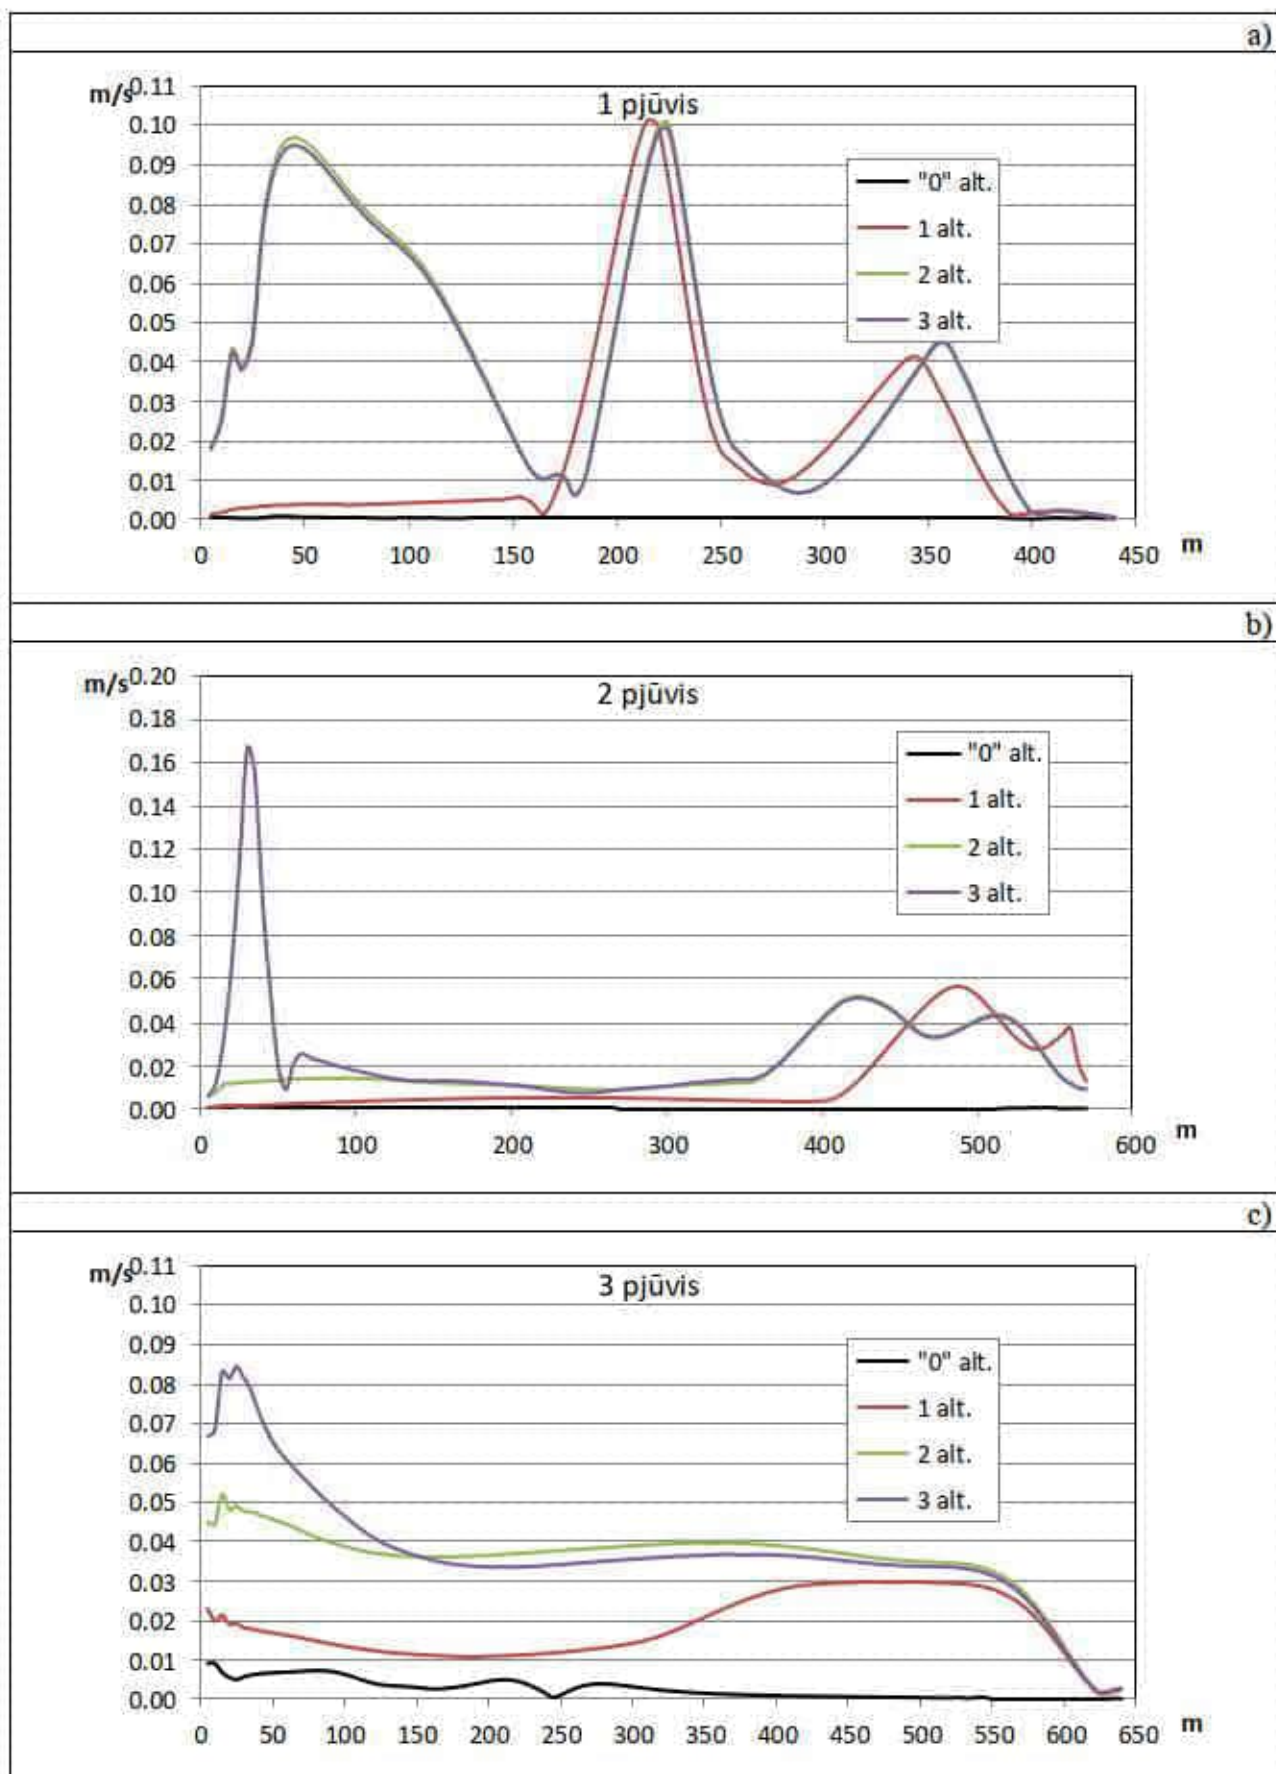 a)
m/s
1 pjūvis
0.11
0.10
0.09
0.08
0.07
0.06
0.05
0.04
0.03
0.02
0.01
0.00
"0" alt.
1 alt.
2 alt.
3 alt.
0 50 100 150 200 250 300 350 400 450 m
b)
m/s
2 pjūvis
0.20
0.18
0.16
0.14
0.12
0.10
0.08
0.06
0.04
0.02
0.00
"0" alt.
1 alt.
2 alt.
3 alt.
0 100 200 300 400 500 600 m
c)
m/s
3 pjūvis
0.11
0.10
0.09
0.08
0.07
0.06
0.05
0.04
0.03
0.02
0.01
0.00
"0" alt.
1 alt.
2 alt.
3 alt.
0 50 100 150 200 250 300 350 400 450 500 550 600 650 m